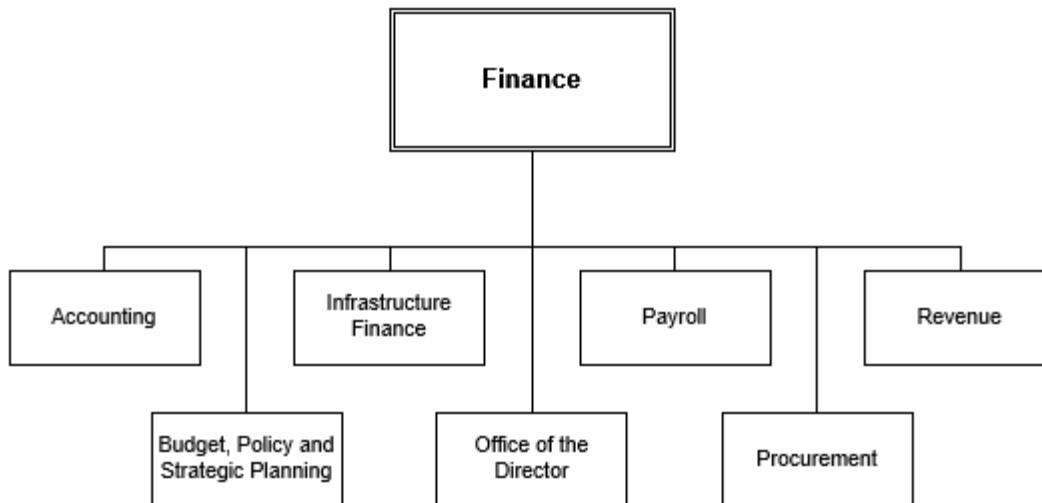 Finance
Accounting
Infrastructure
Finance
Payroll
Revenue
Budget, Policy and
Strategic Planning
Office of the
Director
Procurement